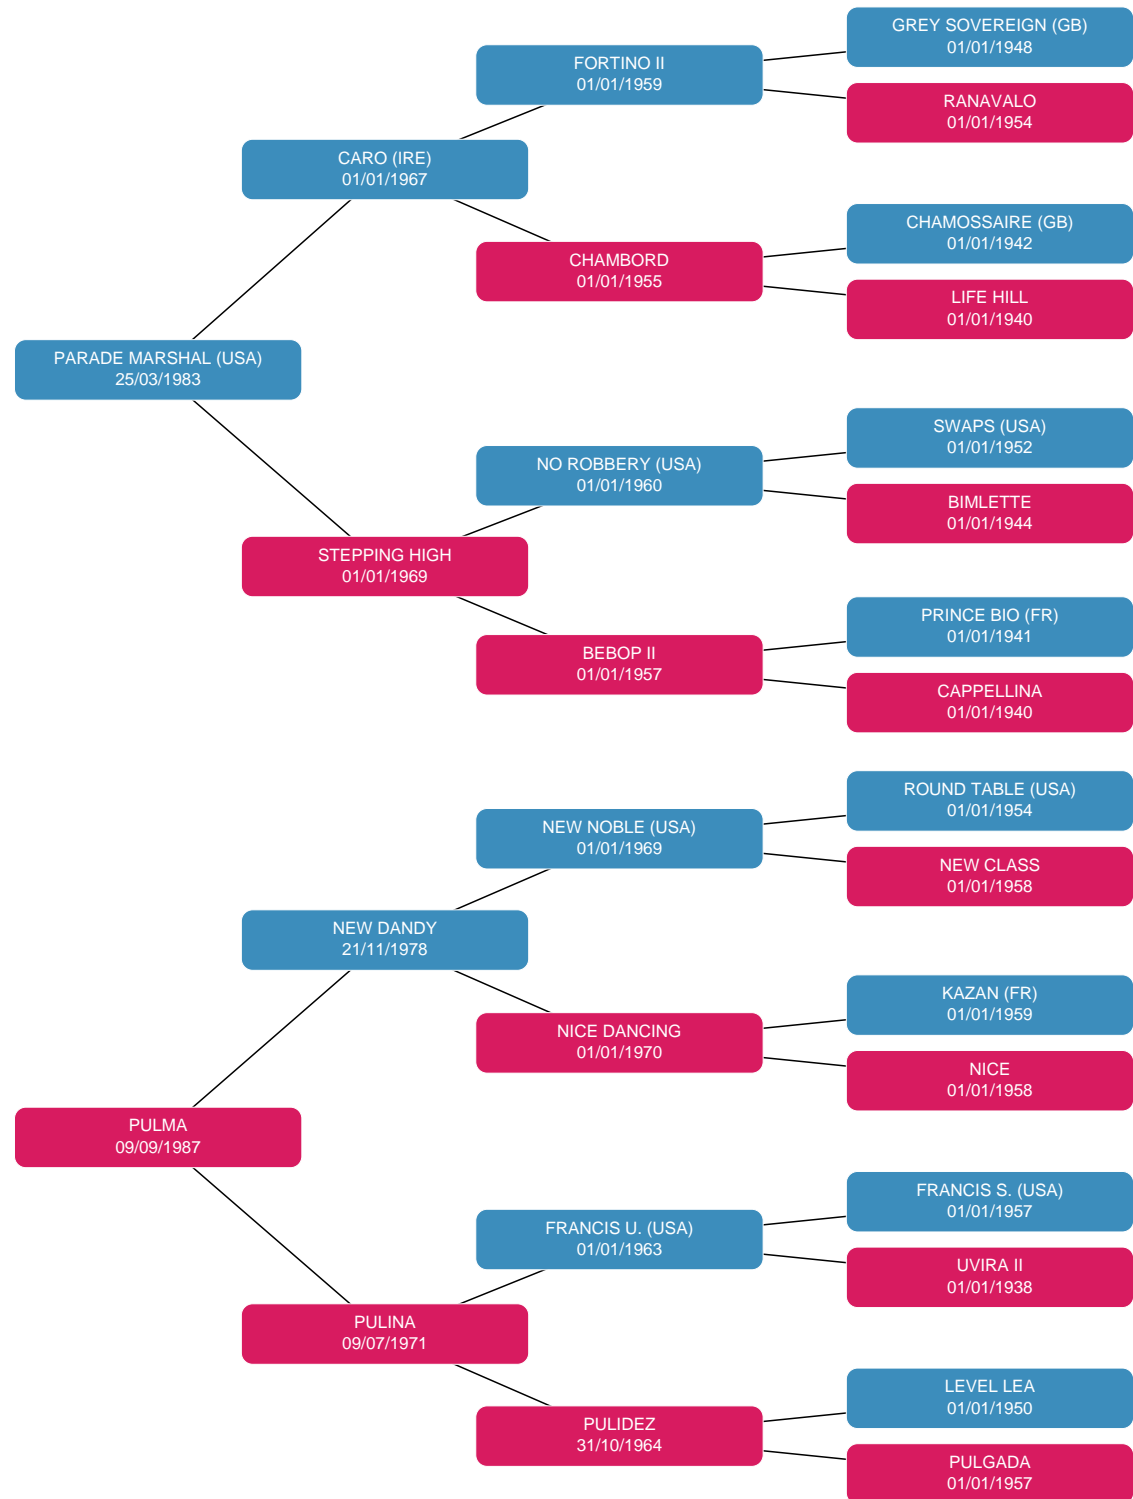 GREY SOVEREIGN (GB)
01/01/1948
FORTINO II
01/01/1959
RANAVALO
01/01/1954
CARO (IRE)
01/01/1967
CHAMOSSAIRE (GB)
01/01/1942
CHAMBORD
01/01/1955
LIFE HILL
01/01/1940
PARADE MARSHAL (USA)
25/03/1983
SWAPS (USA)
01/01/1952
NO ROBBERY (USA)
01/01/1960
BIMLETTE
01/01/1944
STEPPING HIGH
01/01/1969
PRINCE BIO (FR)
01/01/1941
BEBOP II
01/01/1957
CAPPELLINA
01/01/1940
ROUND TABLE (USA)
01/01/1954
NEW NOBLE (USA)
01/01/1969
NEW CLASS
01/01/1958
NEW DANDY
21/11/1978
KAZAN (FR)
01/01/1959
NICE DANCING
01/01/1970
NICE
01/01/1958
PULMA
09/09/1987
FRANCIS S. (USA)
01/01/1957
FRANCIS U. (USA)
01/01/1963
UVIRA II
01/01/1938
PULINA
09/07/1971
LEVEL LEA
01/01/1950
PULIDEZ
31/10/1964
PULGADA
01/01/1957